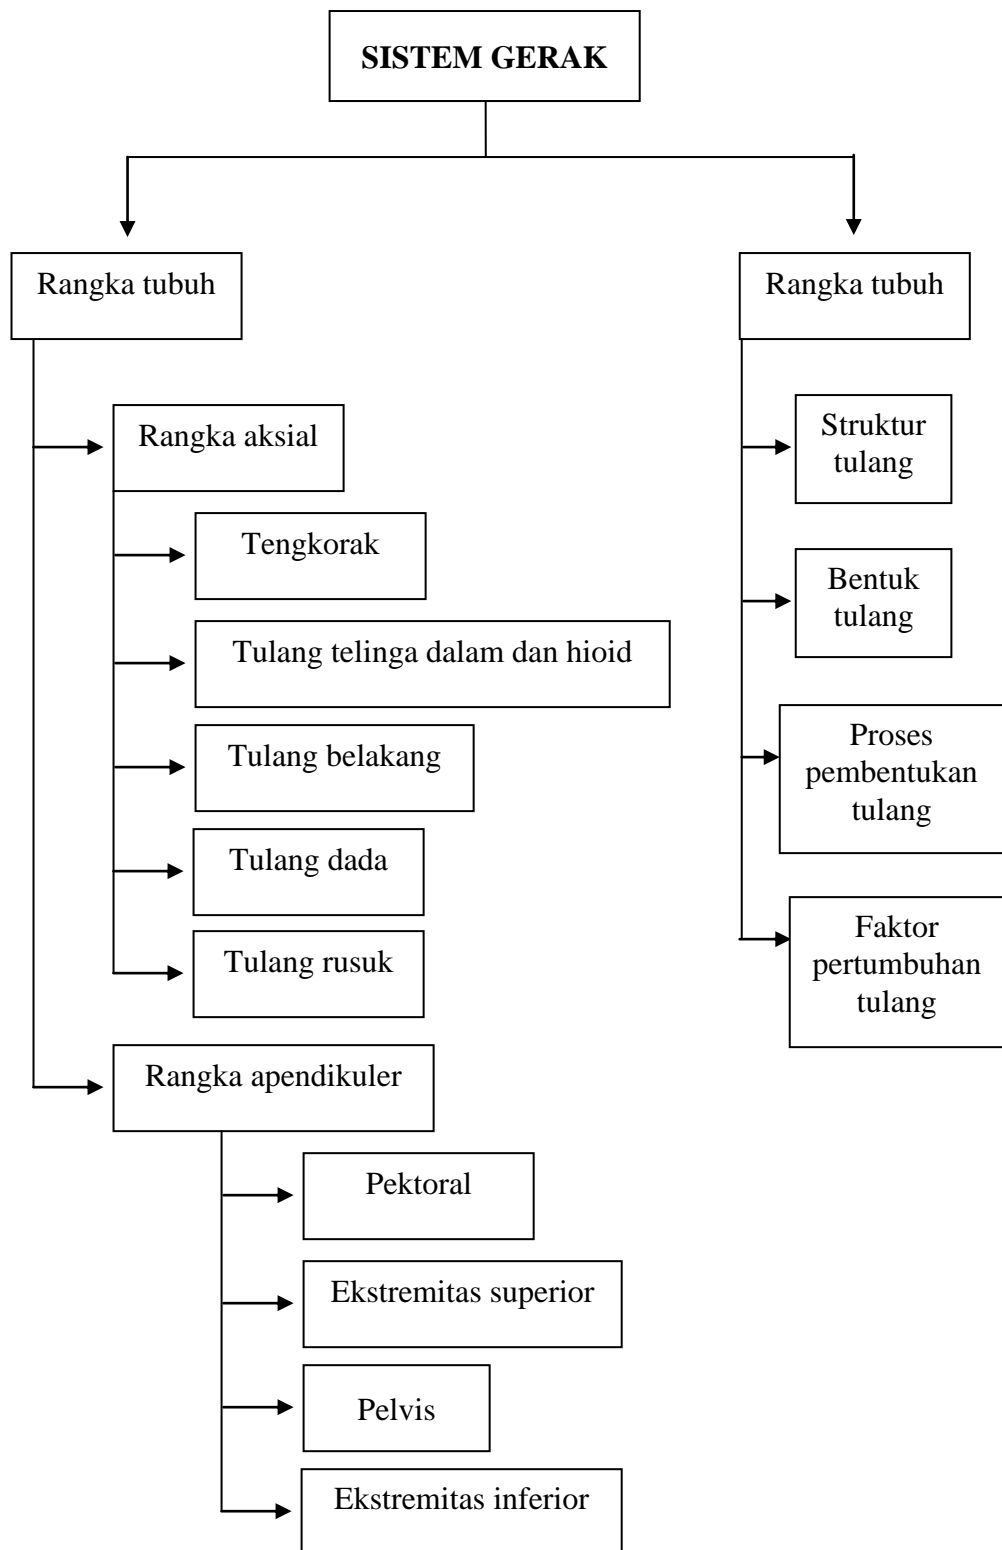 SISTEM GERAK
Rangka tubuh
Rangka aksial
Tengkorak
Tulang telinga dalam dan hioid
Tulang belakang
Tulang dada
Tulang rusuk
Rangka apendikuler
Pektoral
Ekstremitas superior
Pelvis
Ekstremitas inferior
Rangka tubuh
Struktur
tulang
Bentuk
tulang
Proses
pembentukan
tulang
Faktor
pertumbuhan
tulang